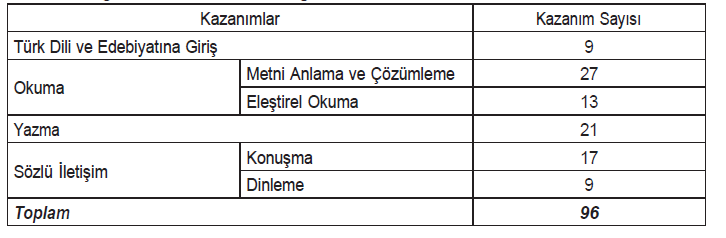 Kazanımlar Kazanım Sayısı
Türk Dili ve Edebiyatına Giriş 9
Okuma Metni Anlama ve Çözümleme 27
Eleştirel Okuma 13
Yazma 21
Sözlü İletişim Konuşma 17
Dinleme 9
Toplam 96